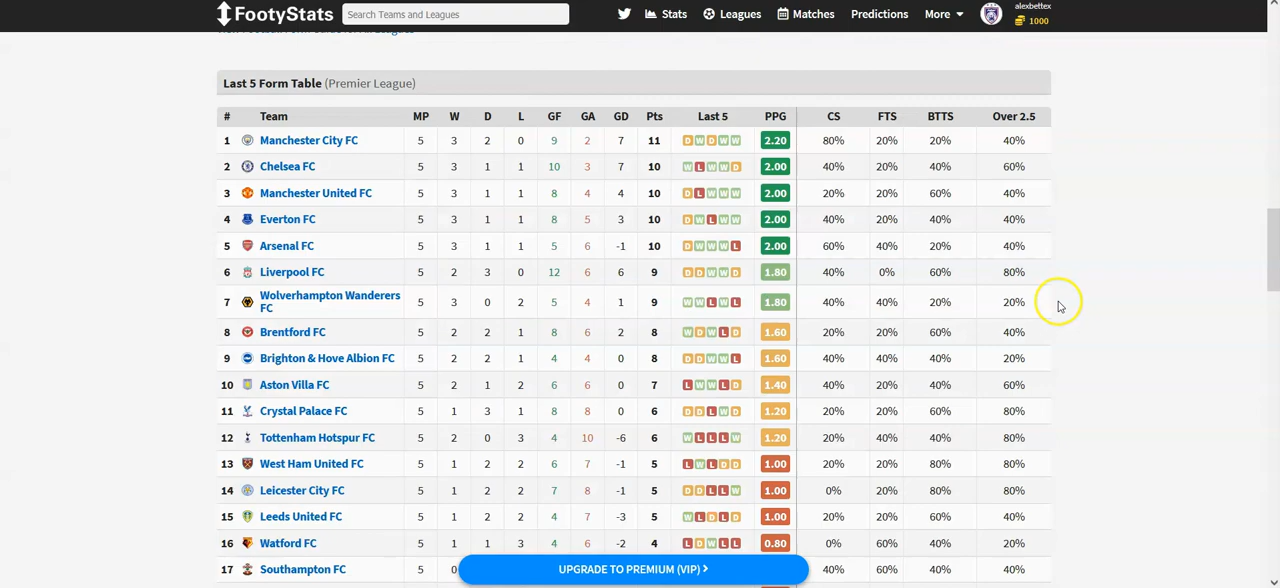 FootyStats Search Teams and Leagues Stats Leagues Matches Predictions More alexbettex
1000
Last 5 Form Table (Premier League)
# Team MP W D L GF GA GD Pts Last 5 PPG CS FTS BTTS Over 2.5
1 Manchester City FC 5 3 2 0 9 2 7 11 D W D W W 2.20 80% 20% 20% 40%
2 Chelsea FC 5 3 1 1 10 3 7 10 W L W W D 2.00 40% 20% 40% 60%
3 Manchester United FC 5 3 1 1 8 4 4 10 D L W W W 2.00 20% 20% 60% 40%
4 Everton FC 5 3 1 1 8 5 3 10 D W L W W 2.00 40% 20% 40% 40%
5 Arsenal FC 5 3 1 1 5 6 -1 10 D W W W L 2.00 60% 40% 20% 40%
6 Liverpool FC 5 2 3 0 12 6 6 9 D D W W D 1.80 40% 0% 60% 80%
7 Wolverhampton Wanderers
FC 5 3 0 2 5 4 1 9 W W L W L 1.80 40% 40% 20% 20%
8 Brentford FC 5 2 2 1 8 6 2 8 W D W L D 1.60 20% 20% 60% 40%
9 Brighton & Hove Albion FC 5 2 2 1 4 4 0 8 D D W W L 1.60 40% 40% 40% 20%
10 Aston Villa FC 5 2 1 2 6 6 0 7 L W W L D 1.40 40% 20% 40% 60%
11 Crystal Palace FC 5 1 3 1 8 8 0 6 D D L W D 1.20 20% 20% 60% 80%
12 Tottenham Hotspur FC 5 2 0 3 4 10 -6 6 W L L L W 1.20 20% 40% 40% 80%
13 West Ham United FC 5 1 2 2 6 7 -1 5 L W L D D 1.00 20% 20% 80% 80%
14 Leicester City FC 5 1 2 2 7 8 -1 5 D D L L W 1.00 0% 20% 80% 80%
15 Leeds United FC 5 1 2 2 4 7 -3 5 W L D L D 1.00 20% 20% 60% 40%
16 Watford FC 5 1 1 3 4 6 -2 4 L D W L L 0.80 0% 60% 40% 20%
17 Southampton FC 5 0 40% 60% 40% 40%
UPGRADE TO PREMIUM (VIP)